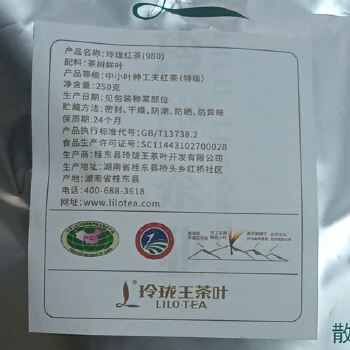 产品名称:玲珑红茶(980)
配料:茶树鲜叶
产品等级:中小叶种工夫红茶(特级)
净含量:250克
生产日期:见包装物某部位
贮藏方法:密封、干燥、防潮、防晒、防异味
保质期:24个月
产品执行标准代号:GB/T13738.2
食品生产许可证号:SC11443102700028
生产商:桂东县玲珑王茶叶开发有限公司
生产地址:湖南省桂东县桥头乡红桥社区
产地:湖南省桂东县
电话:400-688-3618
网址:www.lilotea.com
玲珑王茶叶
LILO·TEA
散